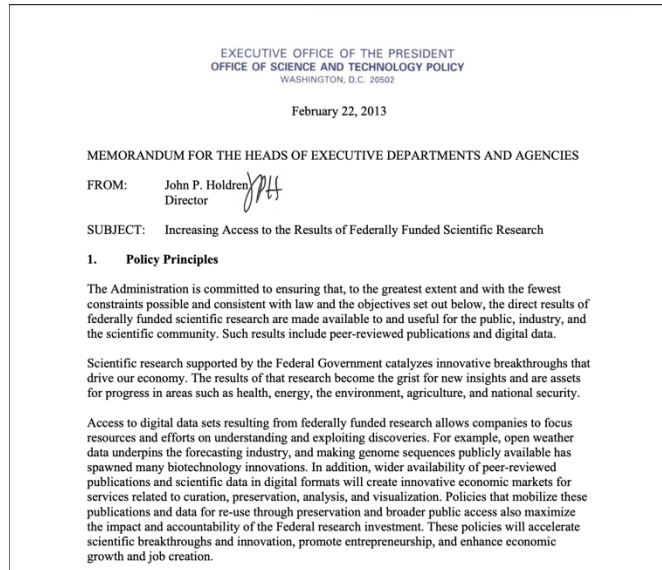 EXECUTIVE OFFICE OF THE PRESIDENT
OFFICE OF SCIENCE AND TECHNOLOGY POLICY
WASHINGTON, D.C. 20502
February 22, 2013
MEMORANDUM FOR THE HEADS OF EXECUTIVE DEPARTMENTS AND AGENCIES
FROM: John P. Holdren JPH
Director
SUBJECT: Increasing Access to the Results of Federally Funded Scientific Research
1. Policy Principles
The Administration is committed to ensuring that, to the greatest extent and with the fewest
constraints possible and consistent with law and the objectives set out below, the direct results of
federally funded scientific research are made available to and useful for the public, industry, and
the scientific community. Such results include peer-reviewed publications and digital data.
Scientific research supported by the Federal Government catalyzes innovative breakthroughs that
drive our economy. The results of that research become the grist for new insights and are assets
for progress in areas such as health, energy, the environment, agriculture, and national security.
Access to digital data sets resulting from federally funded research allows companies to focus
resources and efforts on understanding and exploiting discoveries. For example, open weather
data underpins the forecasting industry, and making genome sequences publicly available has
spawned many biotechnology innovations. In addition, wider availability of peer-reviewed
publications and scientific data in digital formats will create innovative economic markets for
services related to curation, preservation, analysis, and visualization. Policies that mobilize these
publications and data for re-use through preservation and broader public access also maximize
the impact and accountability of the Federal research investment. These policies will accelerate
scientific breakthroughs and innovation, promote entrepreneurship, and enhance economic
growth and job creation.